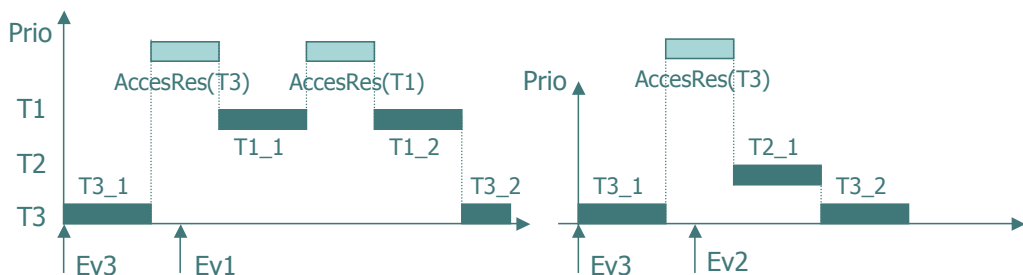 Prio
AccesRes(T3)
AccesRes(T1)
T1
T1_1
T1_2
T2
T3_1
T3_2
T3
Ev3
Ev1
Prio
AccesRes(T3)
T2_1
T3_1
T3_2
Ev3
Ev2